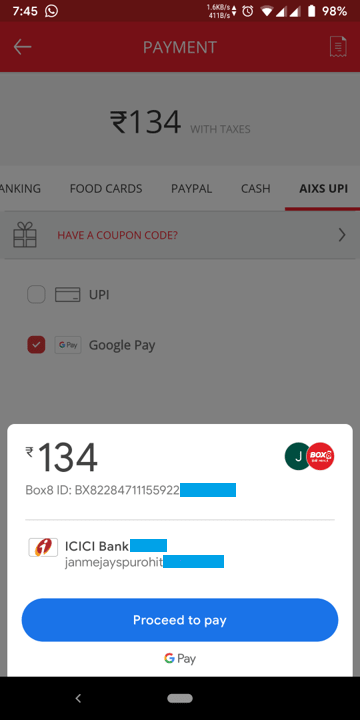 7:45
1.6KB/s
411B/s
98%
PAYMENT
₹134 WITH TAXES
ANKING FOOD CARDS PAYPAL CASH AIXS UPI
HAVE A COUPON CODE?
UPI
G Pay Google Pay
₹134
J BOX8
Box8 ID: BX82284711155922
ICICI Bank
janmejayspurohit
Proceed to pay
G Pay